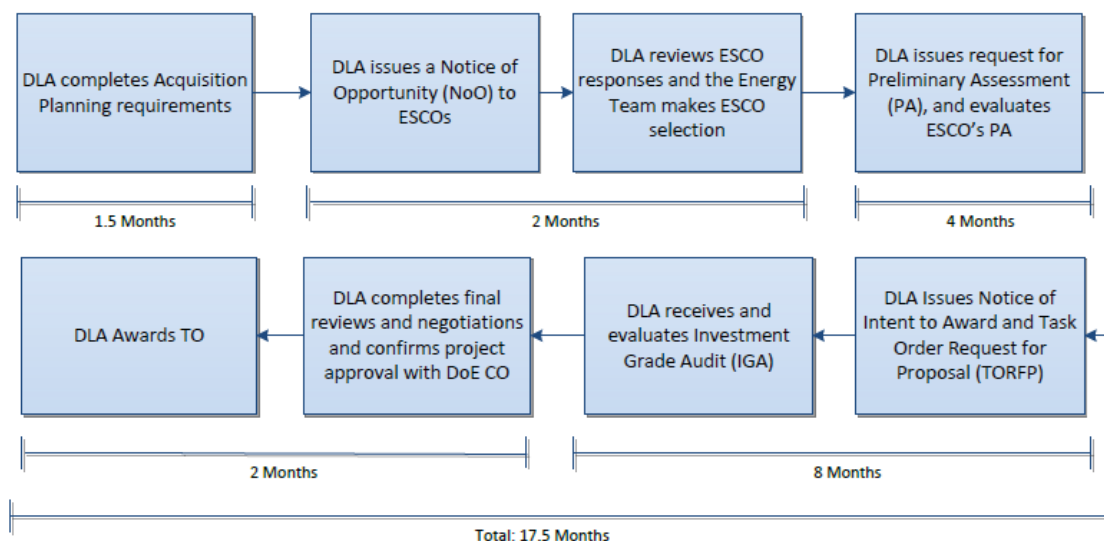 DLA completes Acquisition
Planning requirements
DLA issues a Notice of
Opportunity (NoO) to
ESCOs
DLA reviews ESCO
responses and the Energy
Team makes ESCO
selection
DLA issues request for
Preliminary Assessment
(PA), and evaluates
ESCO's PA
1.5 Months
2 Months
4 Months
DLA Issues Notice of
Intent to Award and Task
Order Request for
Proposal (TORFP)
DLA receives and
evaluates Investment
Grade Audit (IGA)
DLA completes final
reviews and negotiations
and confirms project
approval with DoE CO
DLA Awards TO
8 Months
2 Months
Total: 17.5 Months